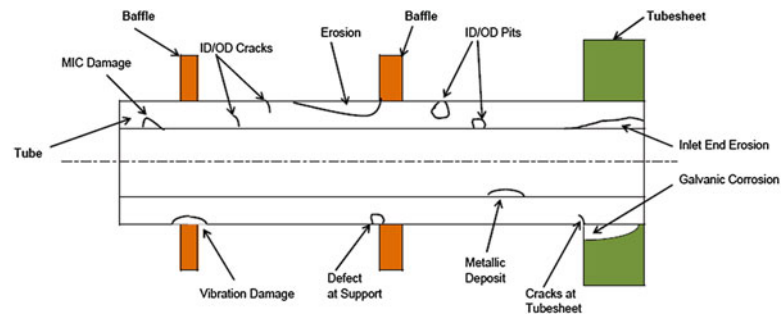 Baffle
Baffle
Tubesheet
Erosion
ID/OD Pits
ID/OD Cracks
MIC Damage
Tube
Inlet End Erosion
Galvanic Corrosion
Metallic
Deposit
Defect
at Support
Vibration Damage
Cracks at
Tubesheet